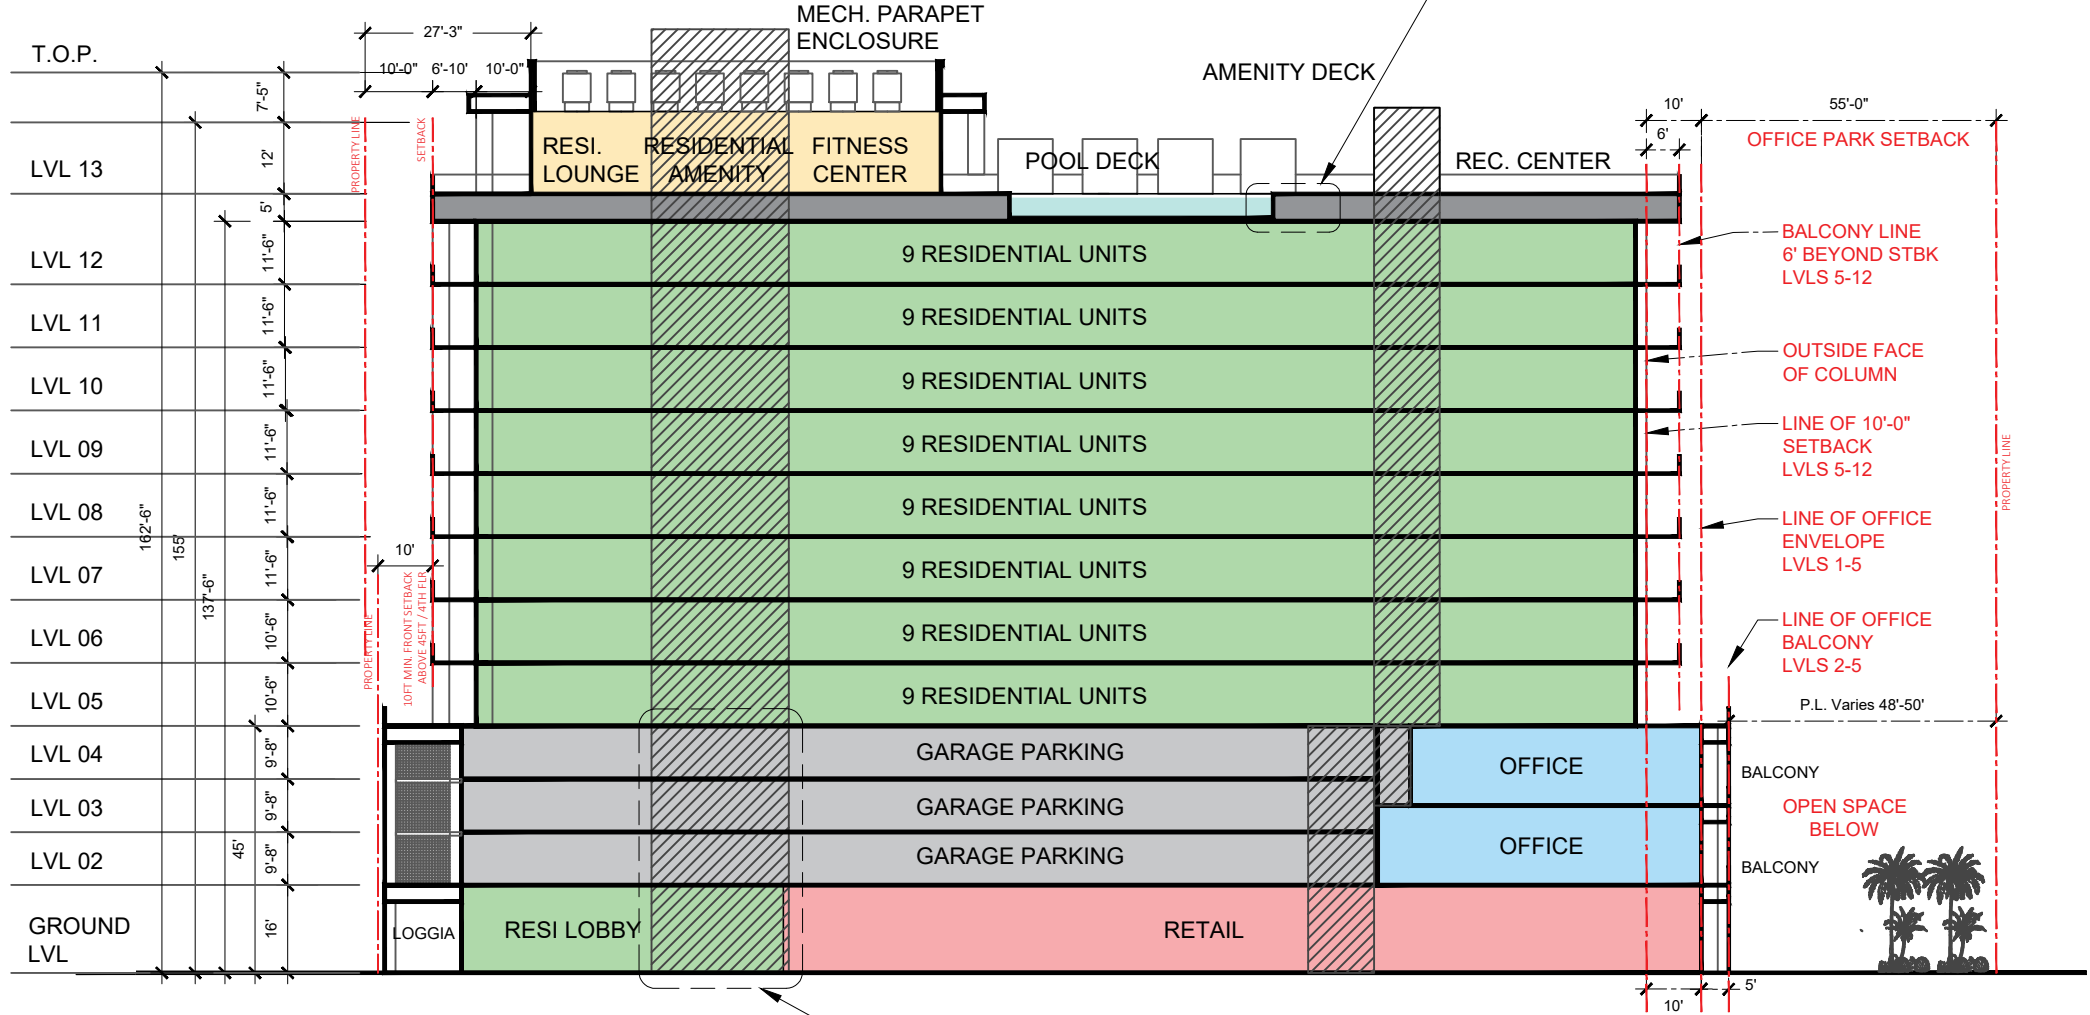 MECH. PARAPET
ENCLOSURE
27'-3"
T.O.P.
10'-0"
6'-10'
10'-0"
AMENITY DECK
7'-5"
10'
55'-0"
6'
OFFICE PARK SETBACK
PROPERTY LINE
SETBACK
LVL 13
12'
RESI.
LOUNGE
RESIDENTIAL
AMENITY
FITNESS
CENTER
POOL DECK
REC. CENTER
5'
LVL 12
11'-6"
9 RESIDENTIAL UNITS
BALCONY LINE
6' BEYOND STBK
LVLS 5-12
LVL 11
11'-6"
9 RESIDENTIAL UNITS
OUTSIDE FACE
OF COLUMN
LVL 10
11'-6"
9 RESIDENTIAL UNITS
LINE OF 10'-0"
SETBACK
LVLS 5-12
LVL 09
11'-6"
9 RESIDENTIAL UNITS
PROPERTY LINE
LVL 08
11'-6"
9 RESIDENTIAL UNITS
LINE OF OFFICE
ENVELOPE
LVLS 1-5
162'-6"
155'
137'-6"
10'
LVL 07
11'-6"
9 RESIDENTIAL UNITS
10FT MIN. FRONT SETBACK
ABOVE 45FT / 4TH FLR
PROPERTY LINE
LVL 06
10'-6"
9 RESIDENTIAL UNITS
LINE OF OFFICE
BALCONY
LVLS 2-5
LVL 05
10'-6"
9 RESIDENTIAL UNITS
P.L. Varies 48'-50'
LVL 04
9'-8"
GARAGE PARKING
OFFICE
BALCONY
LVL 03
9'-8"
GARAGE PARKING
OPEN SPACE
BELOW
45'
LVL 02
9'-8"
GARAGE PARKING
OFFICE
BALCONY
GROUND
LVL
16'
LOGGIA
RESI LOBBY
RETAIL
5'
10'